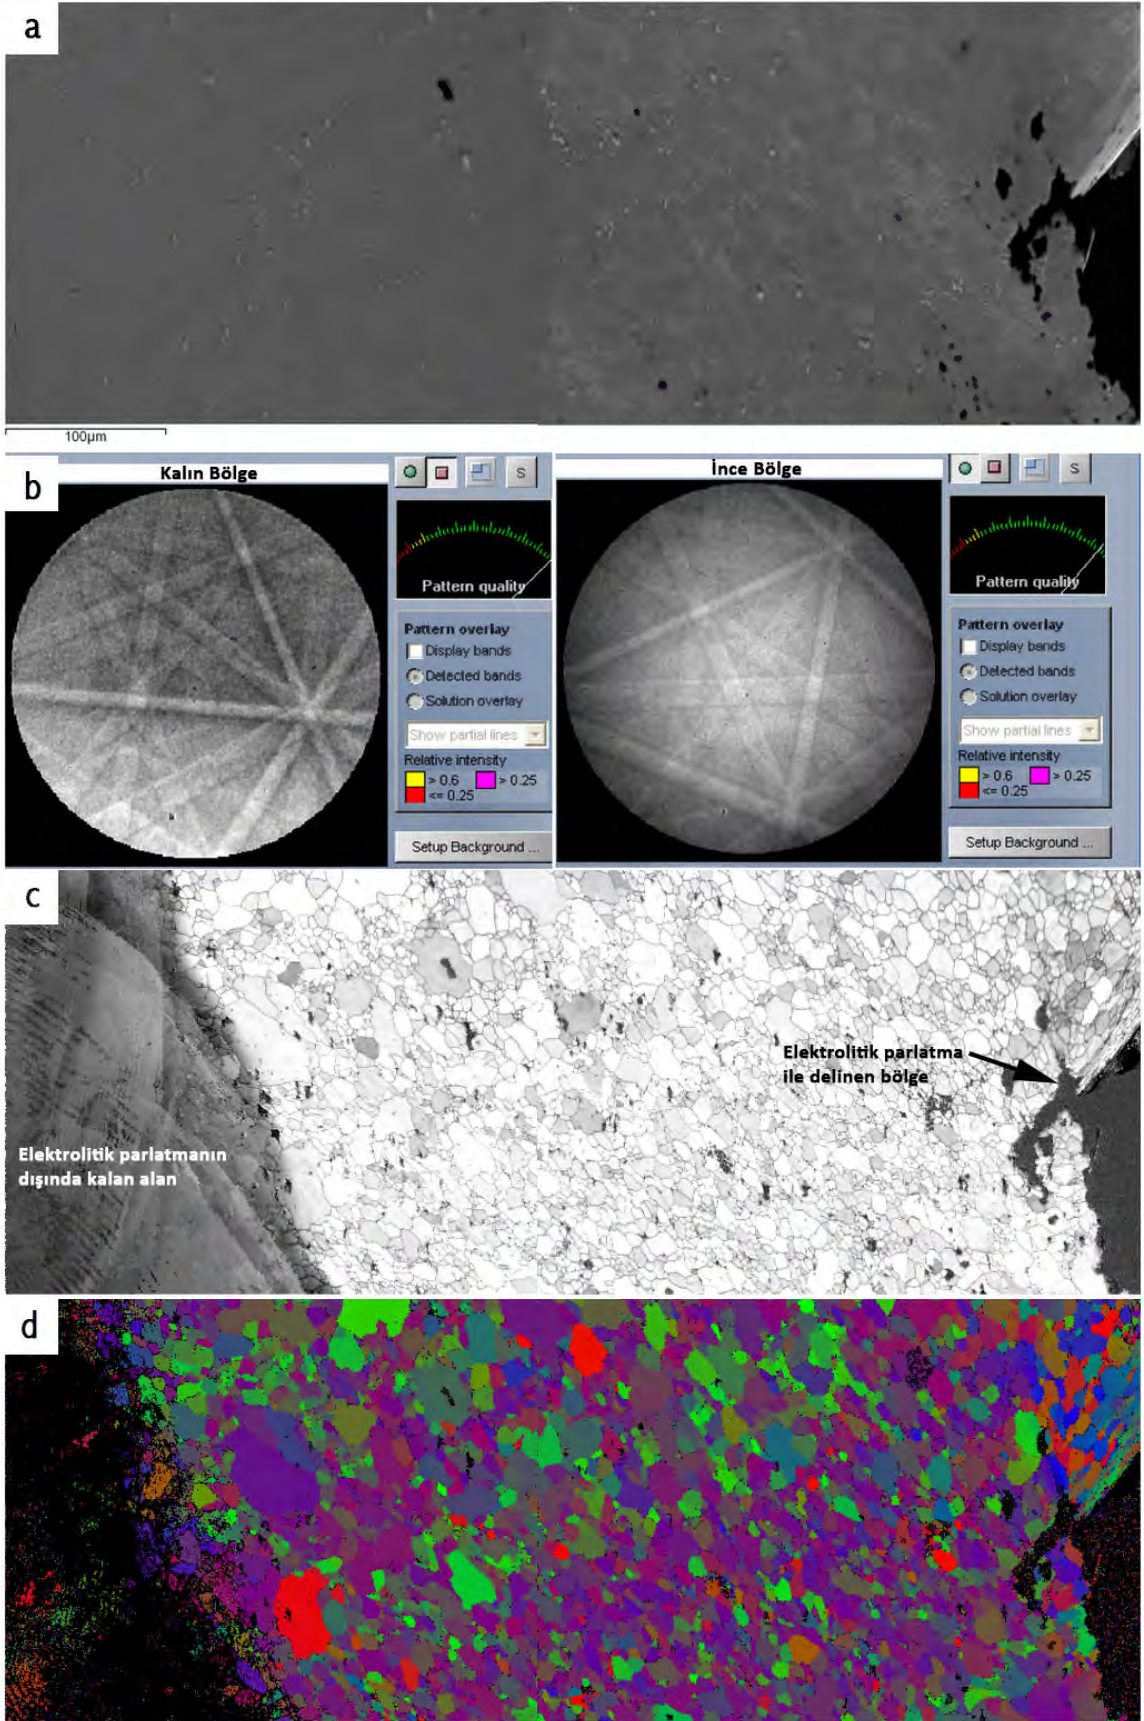 a
100µm
b
Kalın Bölge
S
Pattern quality
Pattern overlay
Display bands
Detected bands
Solution overlay
Show partial lines
Relative intensity
> 0.6
> 0.25
<= 0.25
Setup Background ...
İnce Bölge
S
Pattern quality
Pattern overlay
Display bands
Detected bands
Solution overlay
Show partial lines
Relative intensity
> 0.6
> 0.25
<= 0.25
Setup Background ...
c
Elektrolitik parlatma
ile delinen bölge
Elektrolitik parlatmanın
dışında kalan alan
d